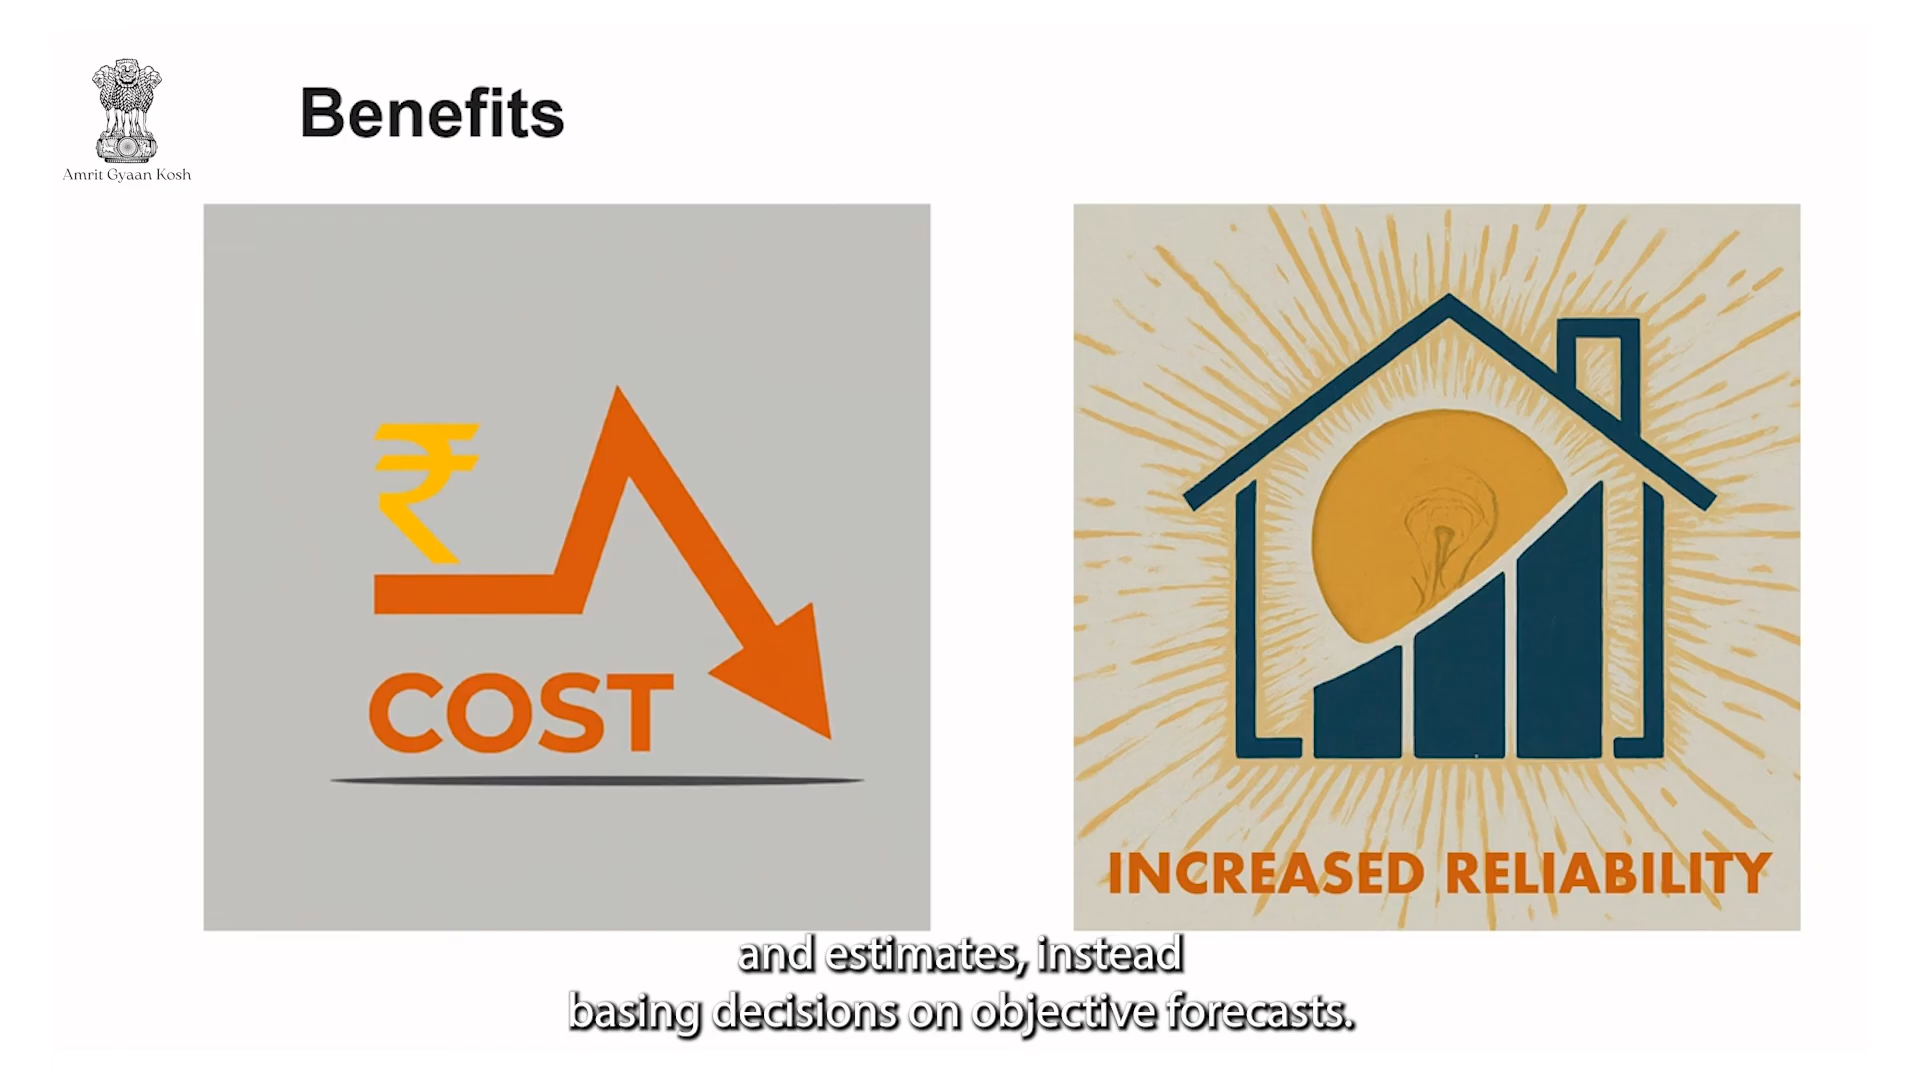 Benefits
Amrit Gyaan Kosh
₹
COST
INCREASED RELIABILITY
and estimates, instead
basing decisions on objective forecasts.